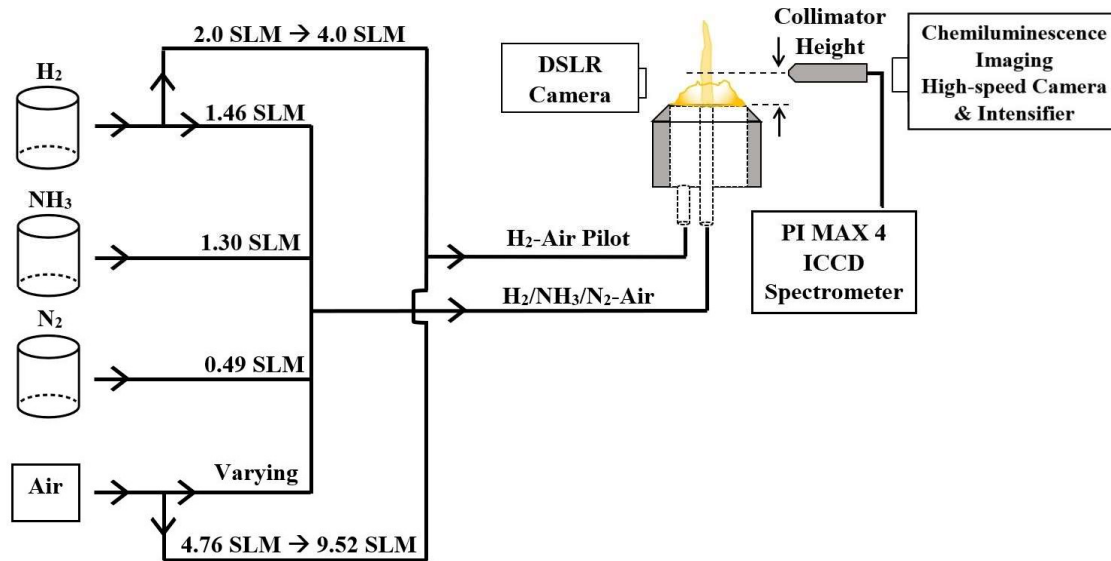 2.0 SLM → 4.0 SLM
H₂
1.46 SLM
NH₃
1.30 SLM
N₂
0.49 SLM
Air
Varying
4.76 SLM → 9.52 SLM
H₂-Air Pilot
H₂/NH₃/N₂-Air
DSLR
Camera
Collimator
Height
Chemiluminescence
Imaging
High-speed Camera
& Intensifier
PI MAX 4
ICCD
Spectrometer